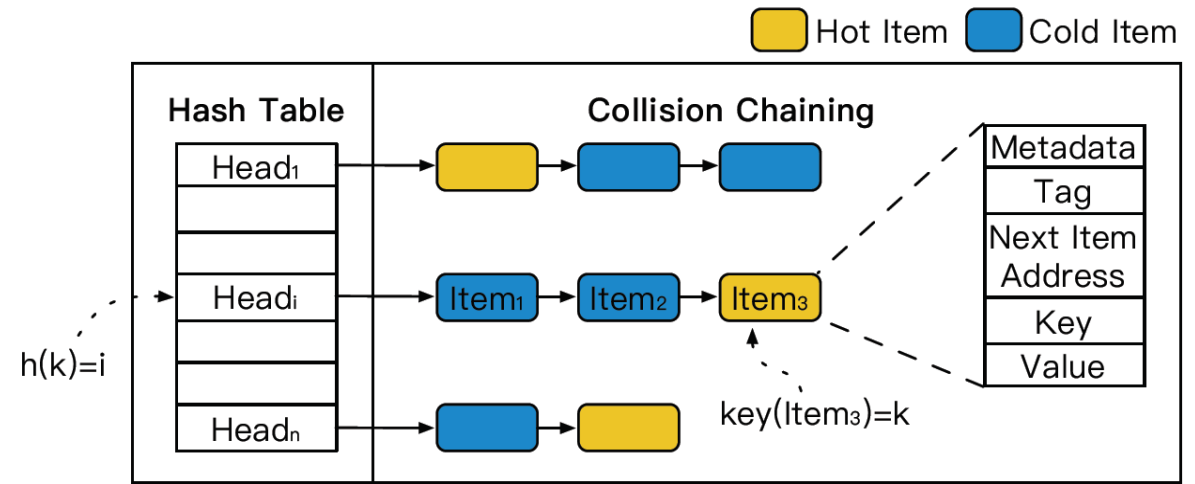 Hot Item
Cold Item
Hash Table
Collision Chaining
Head₁
Headᵢ
Headₙ
h(k)=i
Item₁
Item₂
Item₃
key(Item₃)=k
Metadata
Tag
Next Item
Address
Key
Value